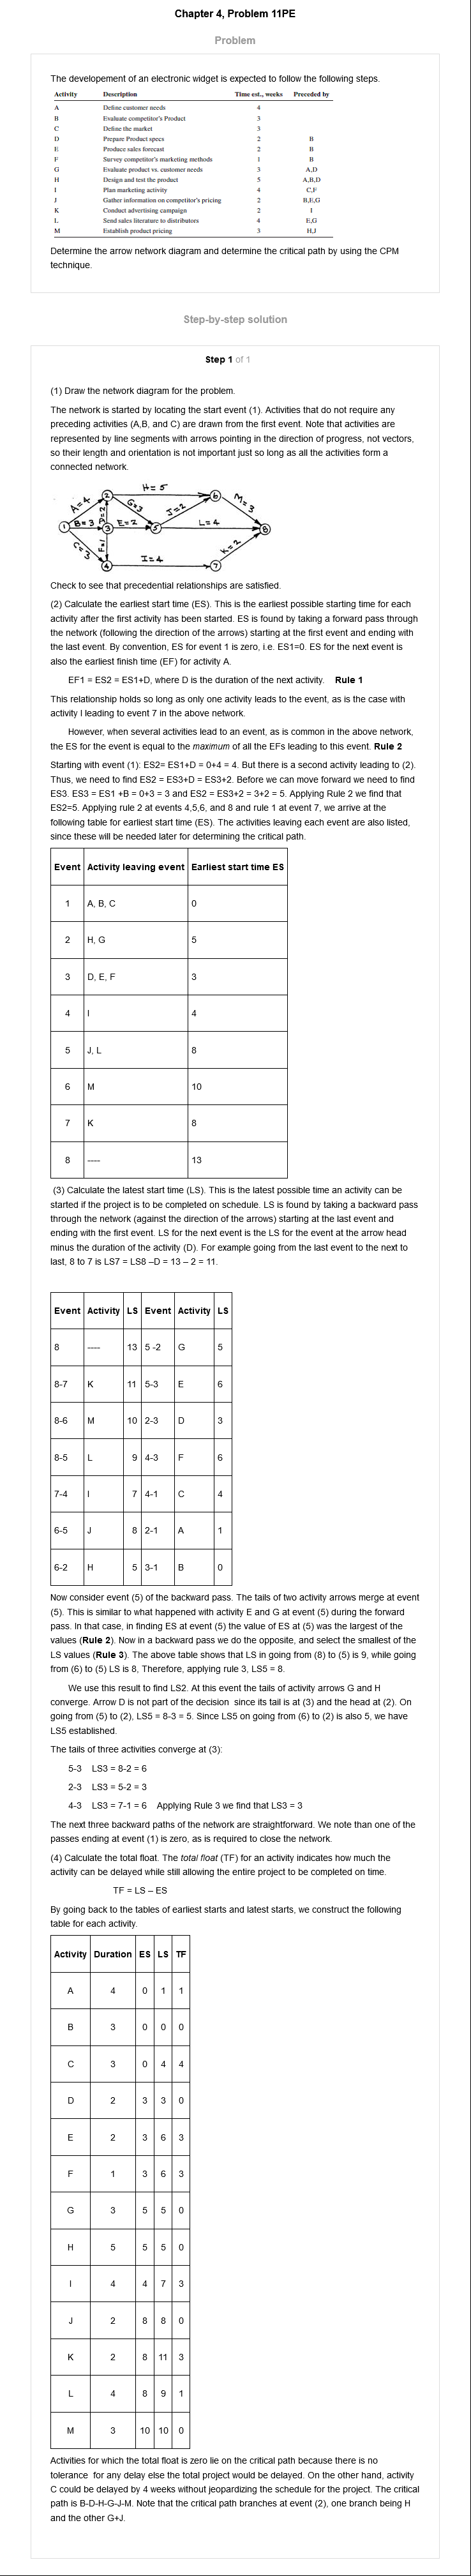 Chapter 4, Problem 11PE
Problem
The developement of an electronic widget is expected to follow the following steps.
Activity Description Time est., weeks Preceded by
A Define customer needs 4
B Evaluate competitor's Product 3
C Define the market 3
D Prepare Product specs 2 B
E Produce sales forecast 2 B
F Survey competitor's marketing methods 1 B
G Evaluate product vs. customer needs 3 A,D
H Design and test the product 5 A,B,D
I Plan marketing activity 4 C,F
J Gather information on competitor's pricing 2 B,E,G
K Conduct advertising campaign 2 I
L Send sales literature to distributors 4 E,G
M Establish product pricing 3 H,J
Determine the arrow network diagram and determine the critical path by using the CPM
technique.
Step-by-step solution
Step 1 of 1
(1) Draw the network diagram for the problem.
The network is started by locating the start event (1). Activities that do not require any
preceding activities (A,B, and C) are drawn from the first event. Note that activities are
represented by line segments with arrows pointing in the direction of progress, not vectors,
so their length and orientation is not important just so long as all the activities form a
connected network.
H=5
2 6
A=4 G=3 J=2 M=3
D=2
1 B=3 3 E=2 5 L=4 8
C=3 F=1 K=2
I=4
4 7
Check to see that precedential relationships are satisfied.
(2) Calculate the earliest start time (ES). This is the earliest possible starting time for each
activity after the first activity has been started. ES is found by taking a forward pass through
the network (following the direction of the arrows) starting at the first event and ending with
the last event. By convention, ES for event 1 is zero, i.e. ES1=0. ES for the next event is
also the earliest finish time (EF) for activity A.
EF1 = ES2 = ES1+D, where D is the duration of the next activity. Rule 1
This relationship holds so long as only one activity leads to the event, as is the case with
activity I leading to event 7 in the above network.
However, when several activities lead to an event, as is common in the above network,
the ES for the event is equal to the maximum of all the EFs leading to this event. Rule 2
Starting with event (1): ES2= ES1+D = 0+4 = 4. But there is a second activity leading to (2).
Thus, we need to find ES2 = ES3+D = ES3+2. Before we can move forward we need to find
ES3. ES3 = ES1 +B = 0+3 = 3 and ES2 = ES3+2 = 3+2 = 5. Applying Rule 2 we find that
ES2=5. Applying rule 2 at events 4,5,6, and 8 and rule 1 at event 7, we arrive at the
following table for earliest start time (ES). The activities leaving each event are also listed,
since these will be needed later for determining the critical path.
Event Activity leaving event Earliest start time ES
1 A, B, C 0
2 H, G 5
3 D, E, F 3
4 I 4
5 J, L 8
6 M 10
7 K 8
8 ---- 13
(3) Calculate the latest start time (LS). This is the latest possible time an activity can be
started if the project is to be completed on schedule. LS is found by taking a backward pass
through the network (against the direction of the arrows) starting at the last event and
ending with the first event. LS for the next event is the LS for the event at the arrow head
minus the duration of the activity (D). For example going from the last event to the next to
last, 8 to 7 is LS7 = LS8 –D = 13 – 2 = 11.
Event Activity LS Event Activity LS
8 ---- 13 5 -2 G 5
8-7 K 11 5-3 E 6
8-6 M 10 2-3 D 3
8-5 L 9 4-3 F 6
7-4 I 7 4-1 C 4
6-5 J 8 2-1 A 1
6-2 H 5 3-1 B 0
Now consider event (5) of the backward pass. The tails of two activity arrows merge at event
(5). This is similar to what happened with activity E and G at event (5) during the forward
pass. In that case, in finding ES at event (5) the value of ES at (5) was the largest of the
values (Rule 2). Now in a backward pass we do the opposite, and select the smallest of the
LS values (Rule 3). The above table shows that LS in going from (8) to (5) is 9, while going
from (6) to (5) LS is 8, Therefore, applying rule 3, LS5 = 8.
We use this result to find LS2. At this event the tails of activity arrows G and H
converge. Arrow D is not part of the decision since its tail is at (3) and the head at (2). On
going from (5) to (2), LS5 = 8-3 = 5. Since LS5 on going from (6) to (2) is also 5, we have
LS5 established.
The tails of three activities converge at (3):
5-3 LS3 = 8-2 = 6
2-3 LS3 = 5-2 = 3
4-3 LS3 = 7-1 = 6 Applying Rule 3 we find that LS3 = 3
The next three backward paths of the network are straightforward. We note than one of the
passes ending at event (1) is zero, as is required to close the network.
(4) Calculate the total float. The total float (TF) for an activity indicates how much the
activity can be delayed while still allowing the entire project to be completed on time.
TF = LS – ES
By going back to the tables of earliest starts and latest starts, we construct the following
table for each activity.
Activity Duration ES LS TF
A 4 0 1 1
B 3 0 0 0
C 3 0 4 4
D 2 3 3 0
E 2 3 6 3
F 1 3 6 3
G 3 5 5 0
H 5 5 5 0
I 4 4 7 3
J 2 8 8 0
K 2 8 11 3
L 4 8 9 1
M 3 10 10 0
Activities for which the total float is zero lie on the critical path because there is no
tolerance for any delay else the total project would be delayed. On the other hand, activity
C could be delayed by 4 weeks without jeopardizing the schedule for the project. The critical
path is B-D-H-G-J-M. Note that the critical path branches at event (2), one branch being H
and the other G+J.